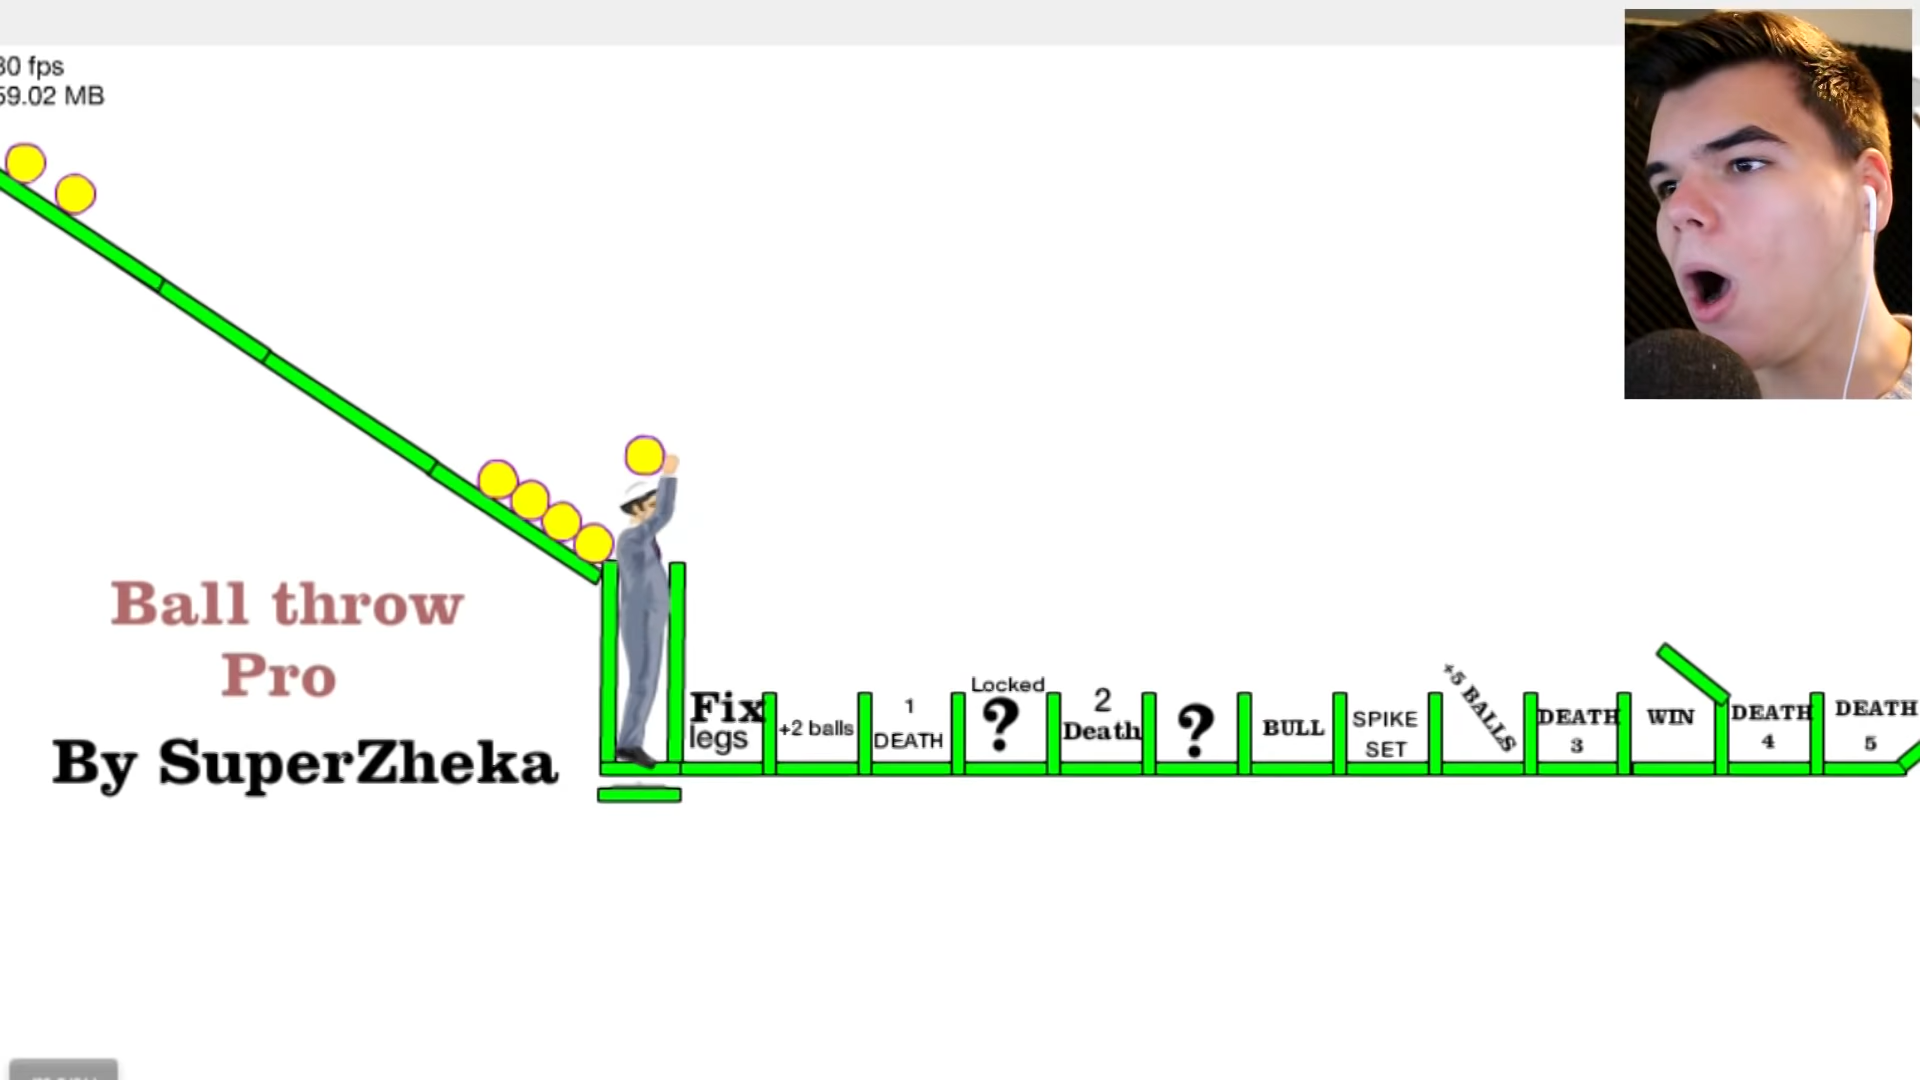 30 fps
59.02 MB
Ball throw
Pro
By SuperZheka
Fix
legs
+2 balls
1
DEATH
Locked
?
2
Death
?
BULL
SPIKE
SET
+5 BALLS
DEATH
3
WIN
DEATH
4
DEATH
5